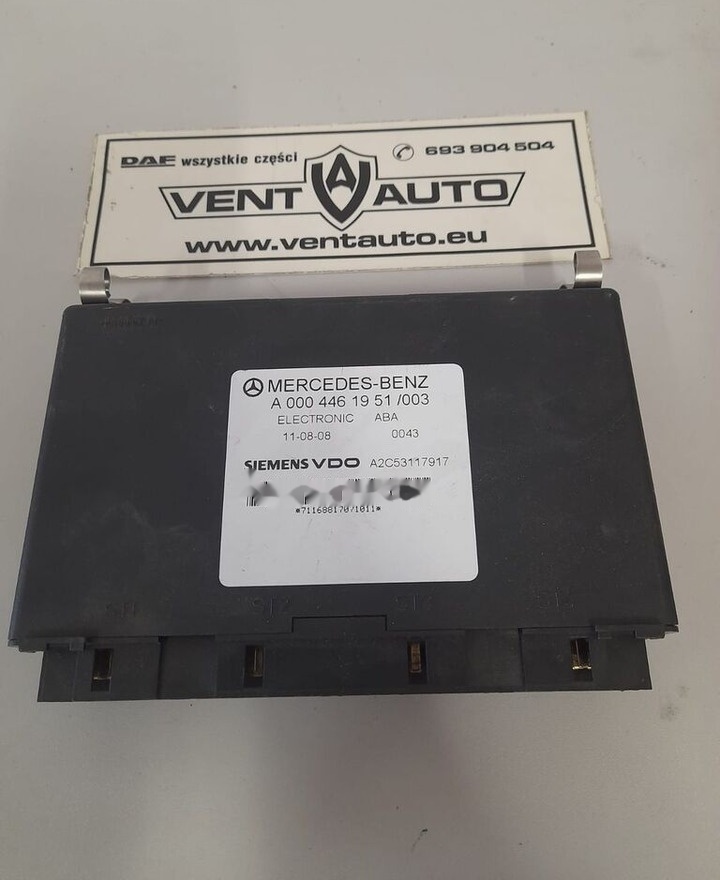 DAF wszystkie części
693 904 504
VENT AUTO
www.ventauto.eu
MERCEDES-BENZ
A 000 446 19 51 /003
ELECTRONIC ABA
11-08-08 0043
SIEMENS VDO A2C53117917
*71168817071011*